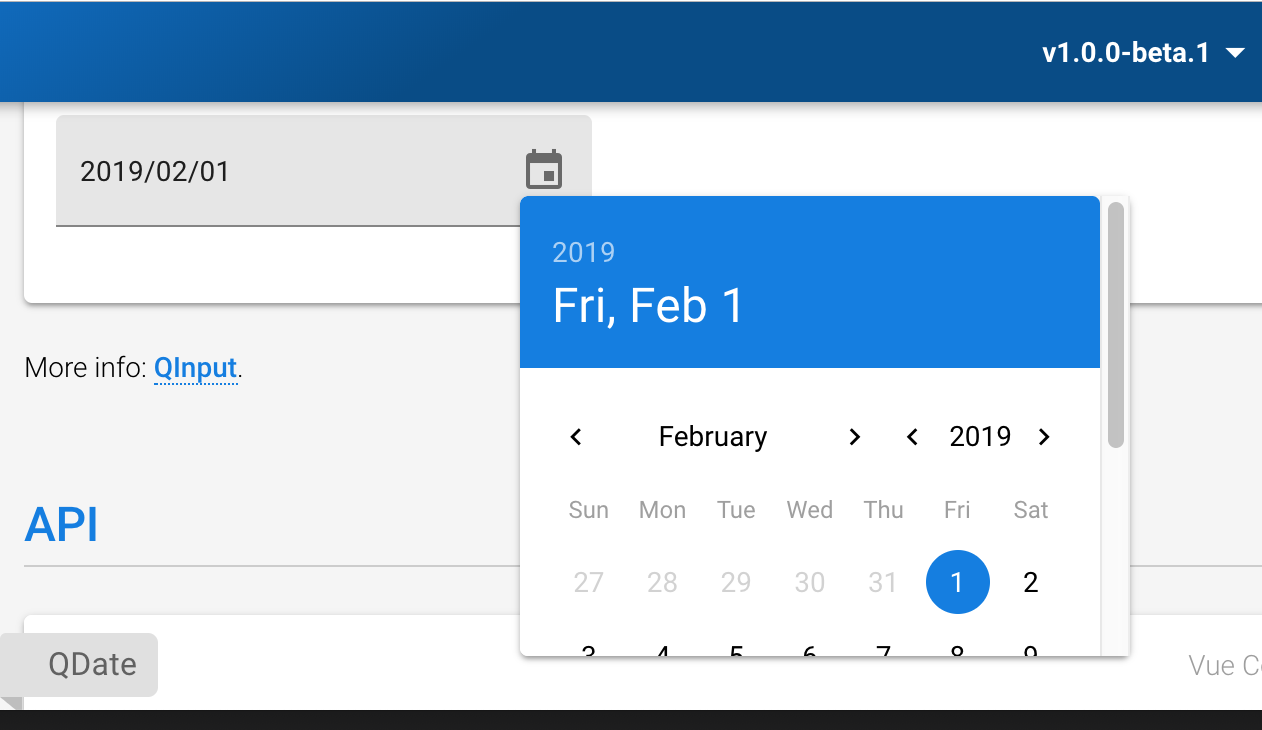 v1.0.0-beta.1
2019/02/01
2019
Fri, Feb 1
More info: QInput.
February 2019
Sun Mon Tue Wed Thu Fri Sat
27 28 29 30 31 1 2
3 4 5 6 7 8 9
API
QDate
Vue